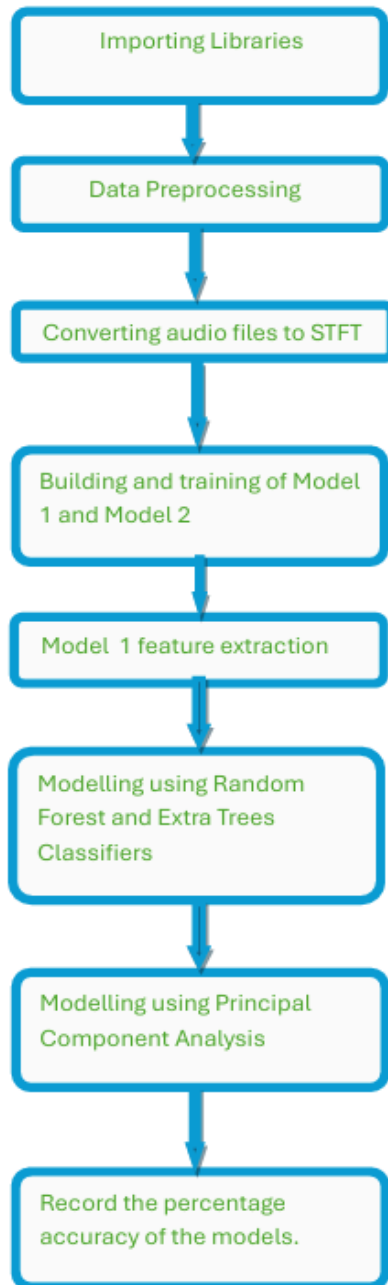 Importing Libraries
Data Preprocessing
Converting audio files to STFT
Building and training of Model
1 and Model 2
Model 1 feature extraction
Modelling using Random
Forest and Extra Trees
Classifiers
Modelling using Principal
Component Analysis
Record the percentage
accuracy of the models.